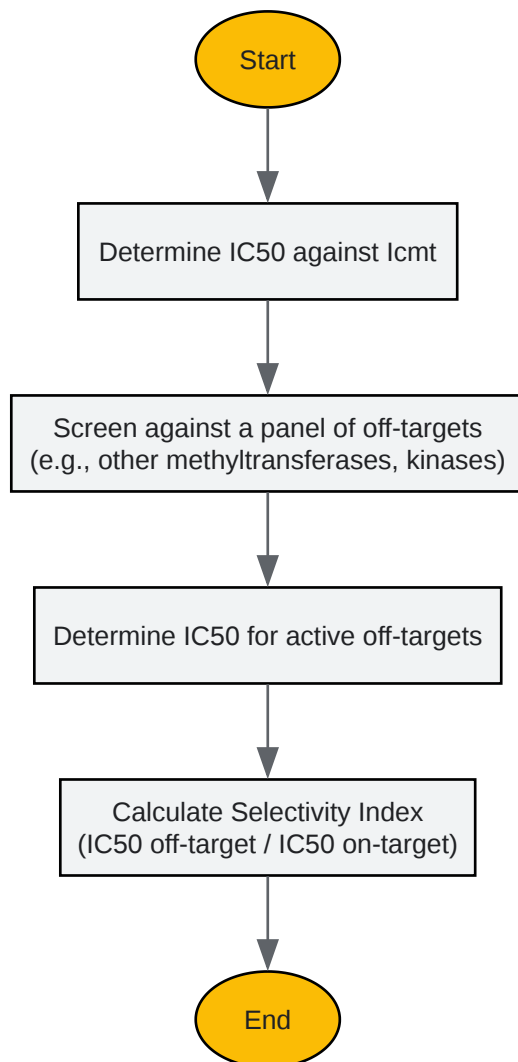 Start
Determine IC50 against Icmt
Screen against a panel of off-targets
(e.g., other methyltransferases, kinases)
Determine IC50 for active off-targets
Calculate Selectivity Index
(IC50 off-target / IC50 on-target)
End